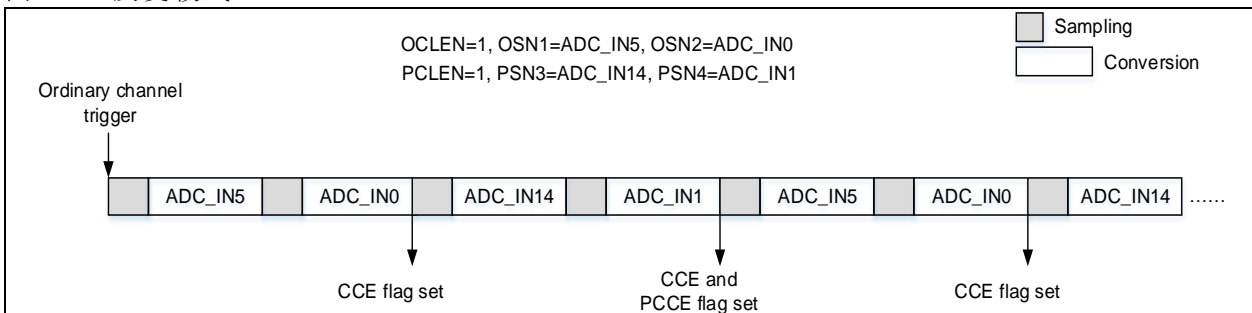 OCLEN=1, OSN1=ADC_IN5, OSN2=ADC_IN0
PCLEN=1, PSN3=ADC_IN14, PSN4=ADC_IN1
Sampling
Conversion
Ordinary channel
trigger
ADC_IN5 ADC_IN0 ADC_IN14 ADC_IN1 ADC_IN5 ADC_IN0 ADC_IN14 ......
CCE flag set
CCE and
PCCE flag set
CCE flag set